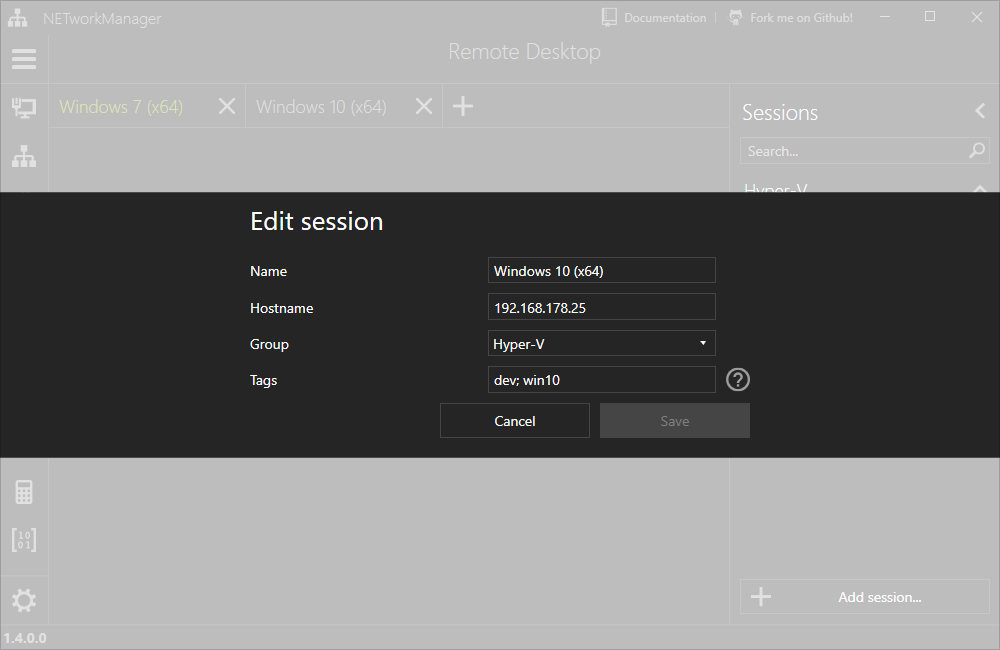 NETworkManager Documentation Fork me on Github!
Remote Desktop
Windows 7 (x64) Windows 10 (x64)
Sessions
Search...
Hyper-V
Edit session
Name Windows 10 (x64)
Hostname 192.168.178.25
Group Hyper-V
Tags dev; win10 ?
Cancel Save
10
01
Add session...
1.4.0.0